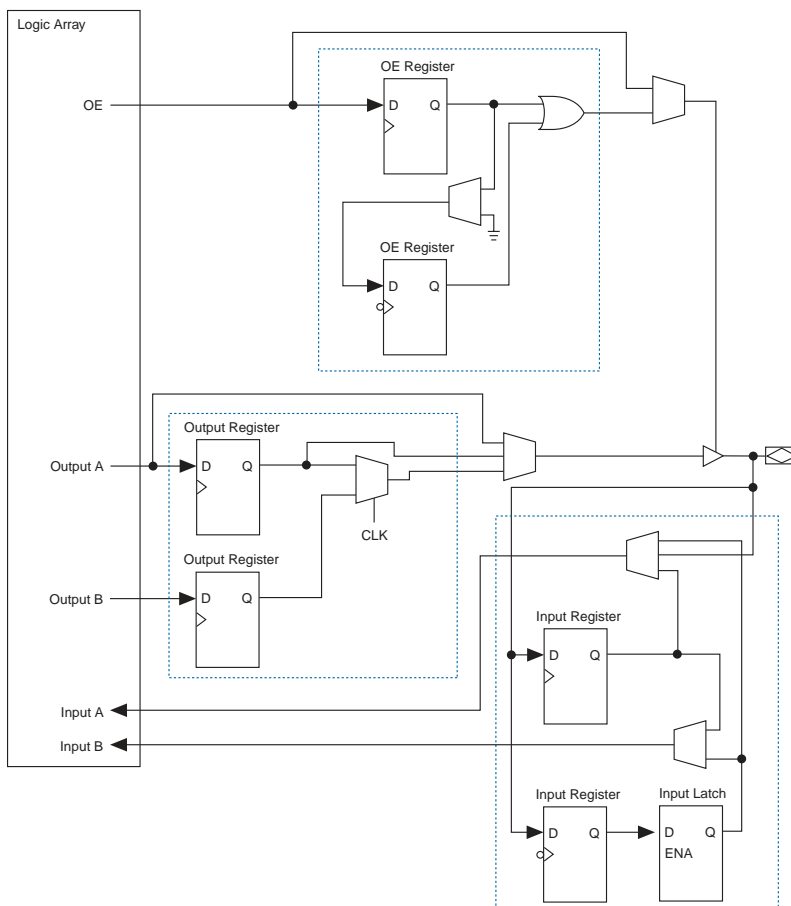 Logic Array
OE Register
OE
D Q
OE Register
D Q
Output Register
Output A
D Q
CLK
Output Register
Output B
D Q
Input Register
D Q
Input A
Input B
Input Register
Input Latch
D Q
D Q
ENA